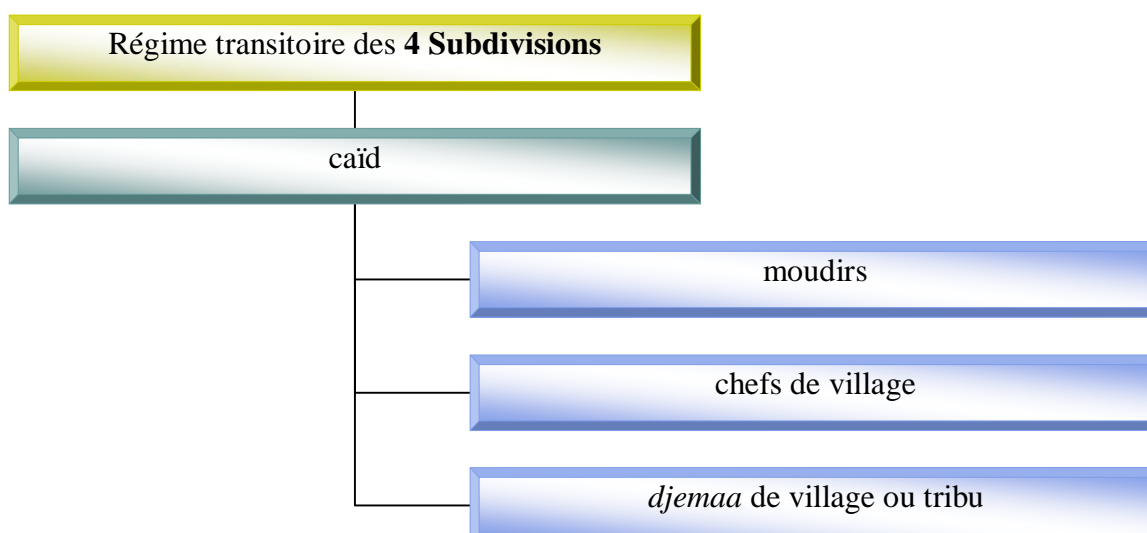 Régime transitoire des 4 Subdivisions
caïd
moudirs
chefs de village
djemaa de village ou tribu